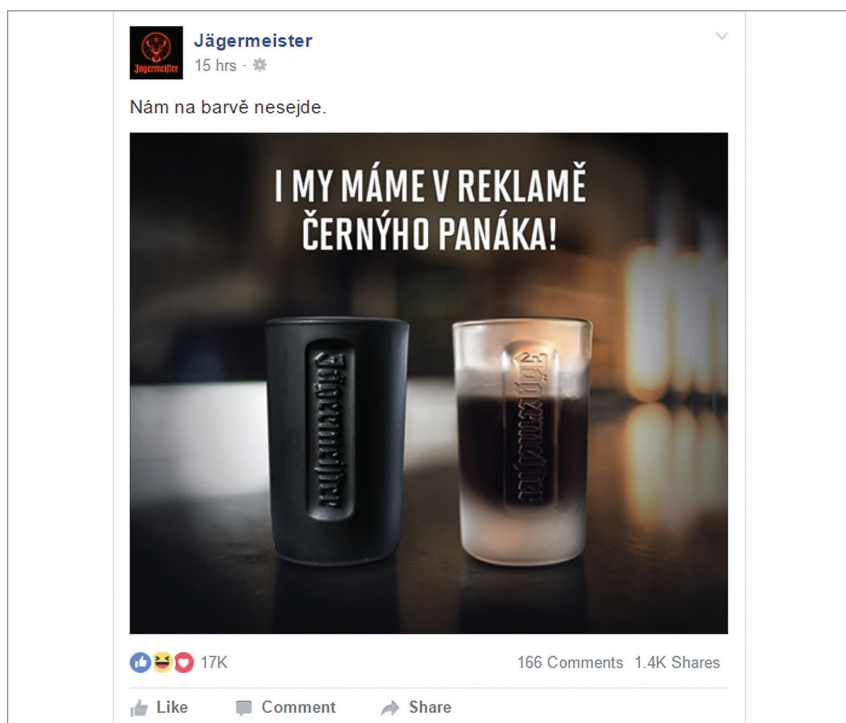 Jägermeister
Jägermeister
15 hrs ·
Nám na barvě nesejde.
I MY MÁME V REKLAMĚ
ČERNÝHO PANÁKA!
Jägermeister
Jägermeister
17K
166 Comments 1.4K Shares
Like Comment Share